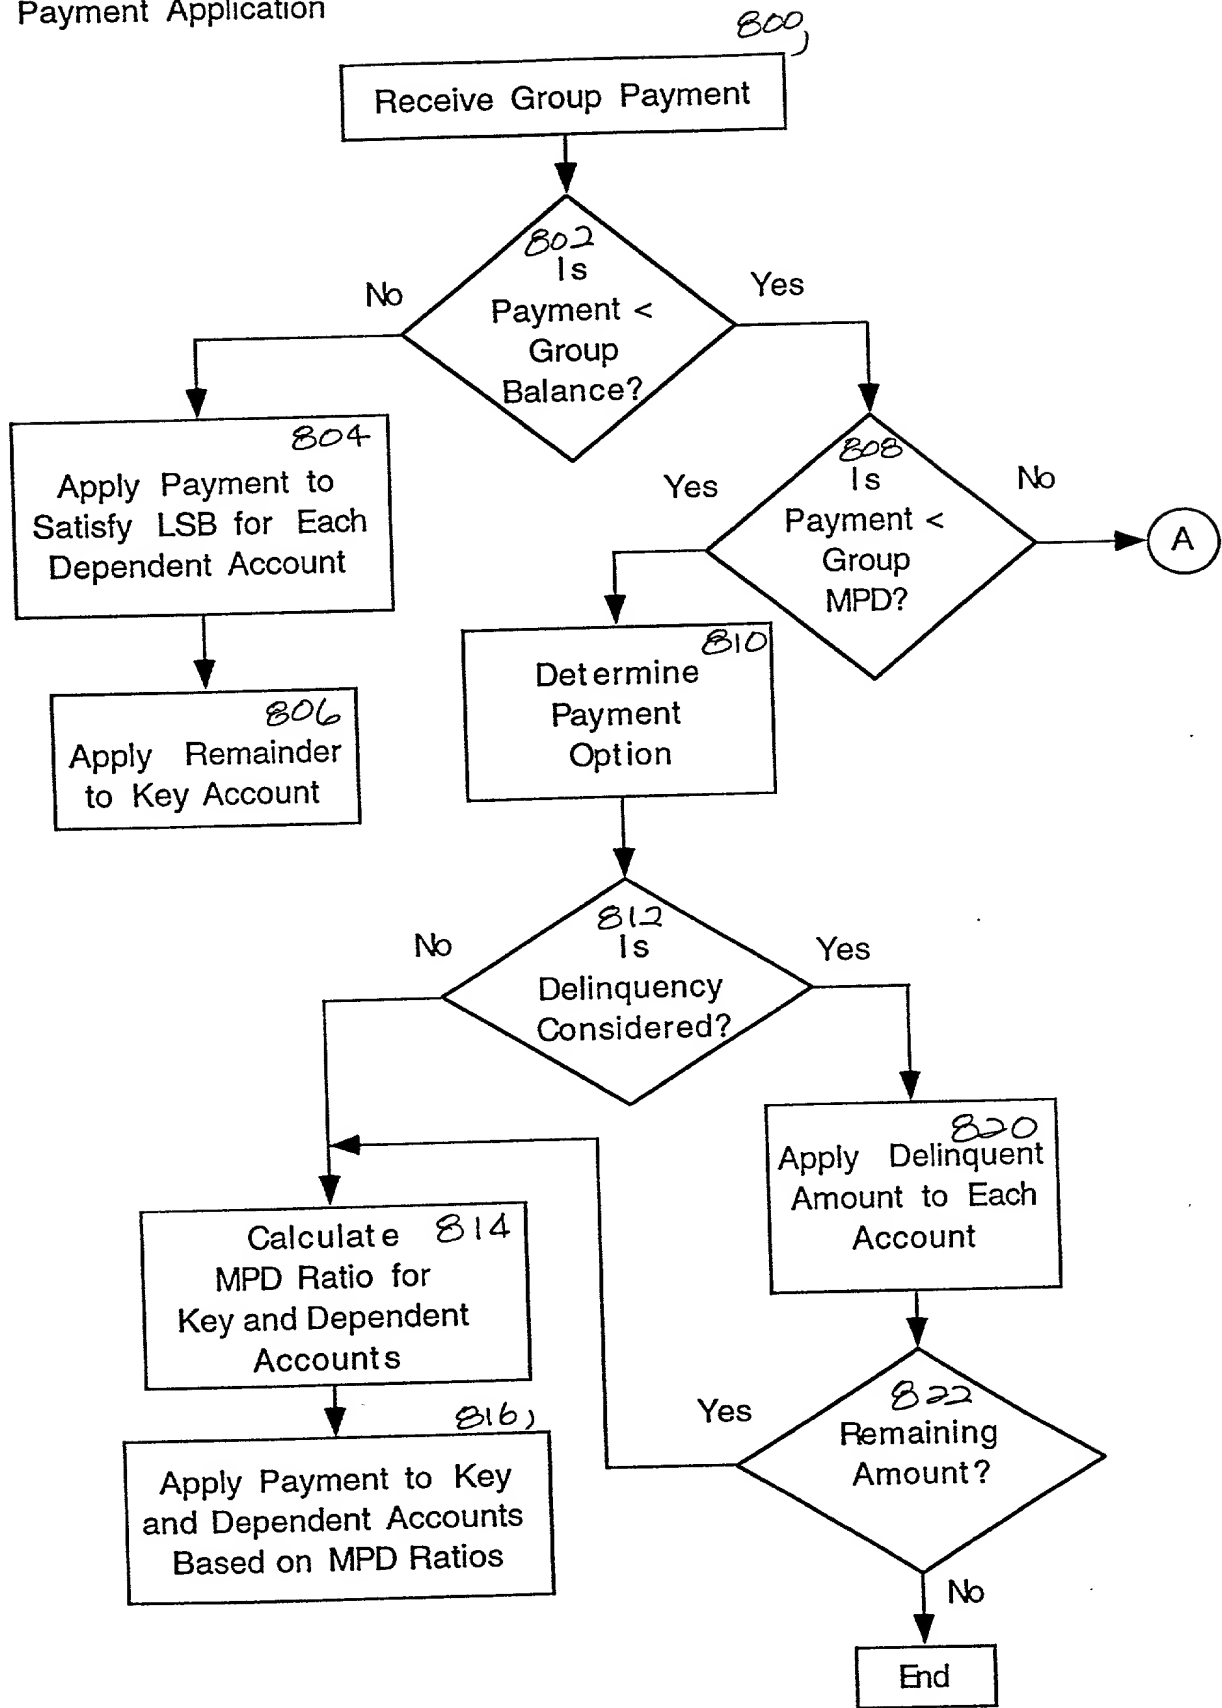 Payment Application
800
Receive Group Payment
802
Is
Payment <
Group
Balance?
No
Yes
804
Apply Payment to
Satisfy LSB for Each
Dependent Account
806
Apply Remainder
to Key Account
808
Is
Payment <
Group
MPD?
Yes
No
A
810
Determine
Payment
Option
812
Is
Delinquency
Considered?
No
Yes
820
Apply Delinquent
Amount to Each
Account
Calculate 814
MPD Ratio for
Key and Dependent
Accounts
816
Apply Payment to Key
and Dependent Accounts
Based on MPD Ratios
822
Remaining
Amount?
Yes
No
End